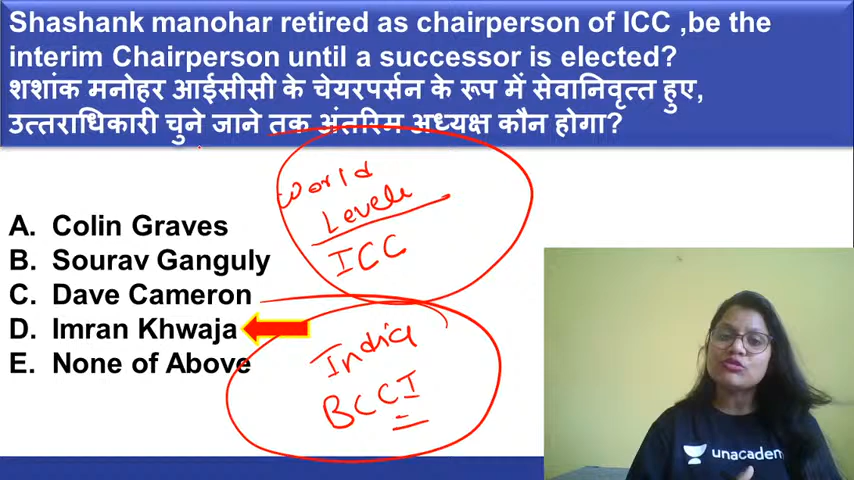 Shashank manohar retired as chairperson of ICC ,be the
interim Chairperson until a successor is elected?
शशांक मनोहर आईसीसी के चेयरपर्सन के रूप में सेवानिवृत्त हुए,
उत्तराधिकारी चुने जाने तक अंतरिम अध्यक्ष कौन होगा?
World
Levele
ICC
A. Colin Graves
B. Sourav Ganguly
C. Dave Cameron
D. Imran Khwaja
E. None of Above
India
BCCI
unacadem